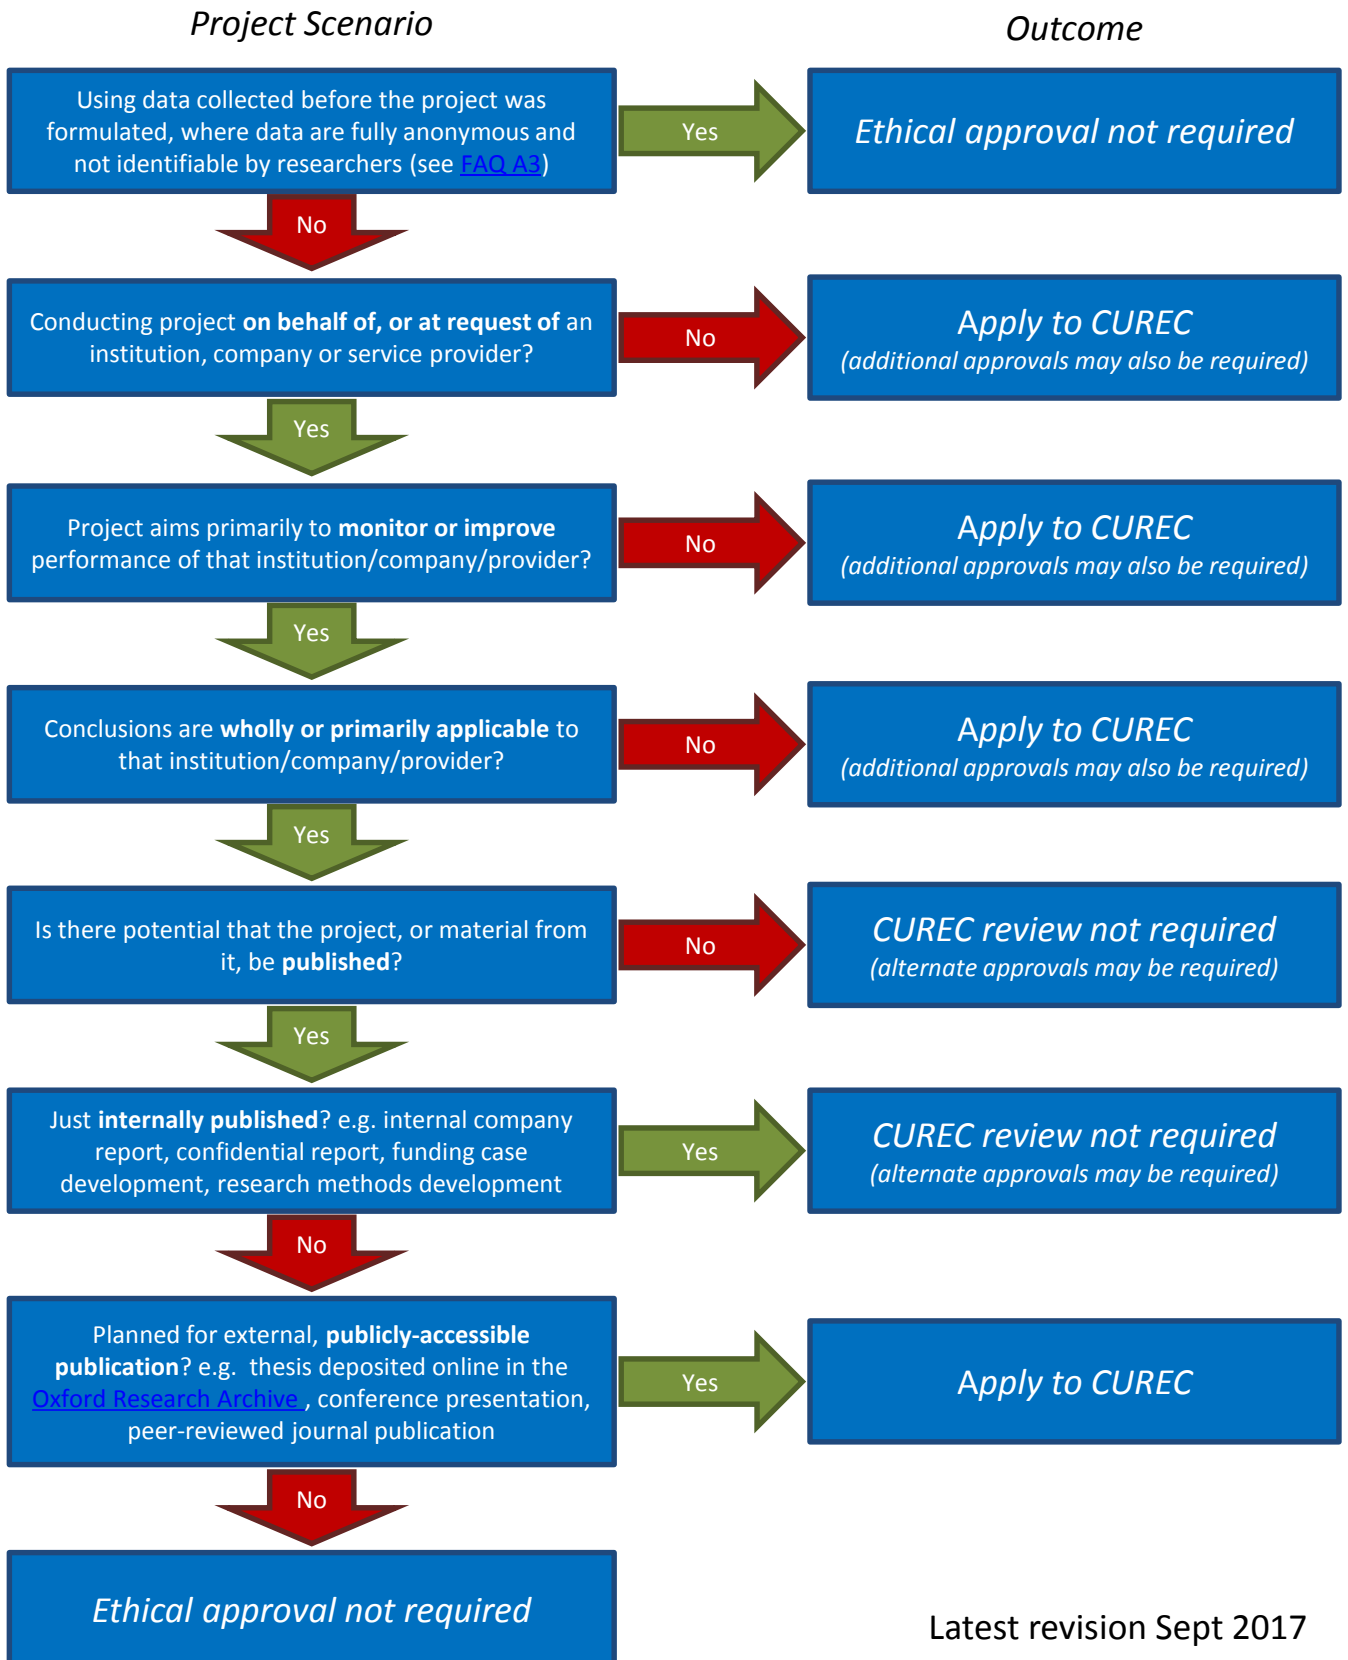 Project Scenario
Outcome
Using data collected before the project was
formulated, where data are fully anonymous and
not identifiable by researchers (see FAQ A3)
Yes
Ethical approval not required
No
Conducting project on behalf of, or at request of an
institution, company or service provider?
No
Apply to CUREC
(additional approvals may also be required)
Yes
Project aims primarily to monitor or improve
performance of that institution/company/provider?
No
Apply to CUREC
(additional approvals may also be required)
Yes
Conclusions are wholly or primarily applicable to
that institution/company/provider?
No
Apply to CUREC
(additional approvals may also be required)
Yes
Is there potential that the project, or material from
it, be published?
No
CUREC review not required
(alternate approvals may be required)
Yes
Just internally published? e.g. internal company
report, confidential report, funding case
development, research methods development
Yes
CUREC review not required
(alternate approvals may be required)
No
Planned for external, publicly-accessible
publication? e.g. thesis deposited online in the
Oxford Research Archive , conference presentation,
peer-reviewed journal publication
Yes
Apply to CUREC
No
Ethical approval not required
Latest revision Sept 2017